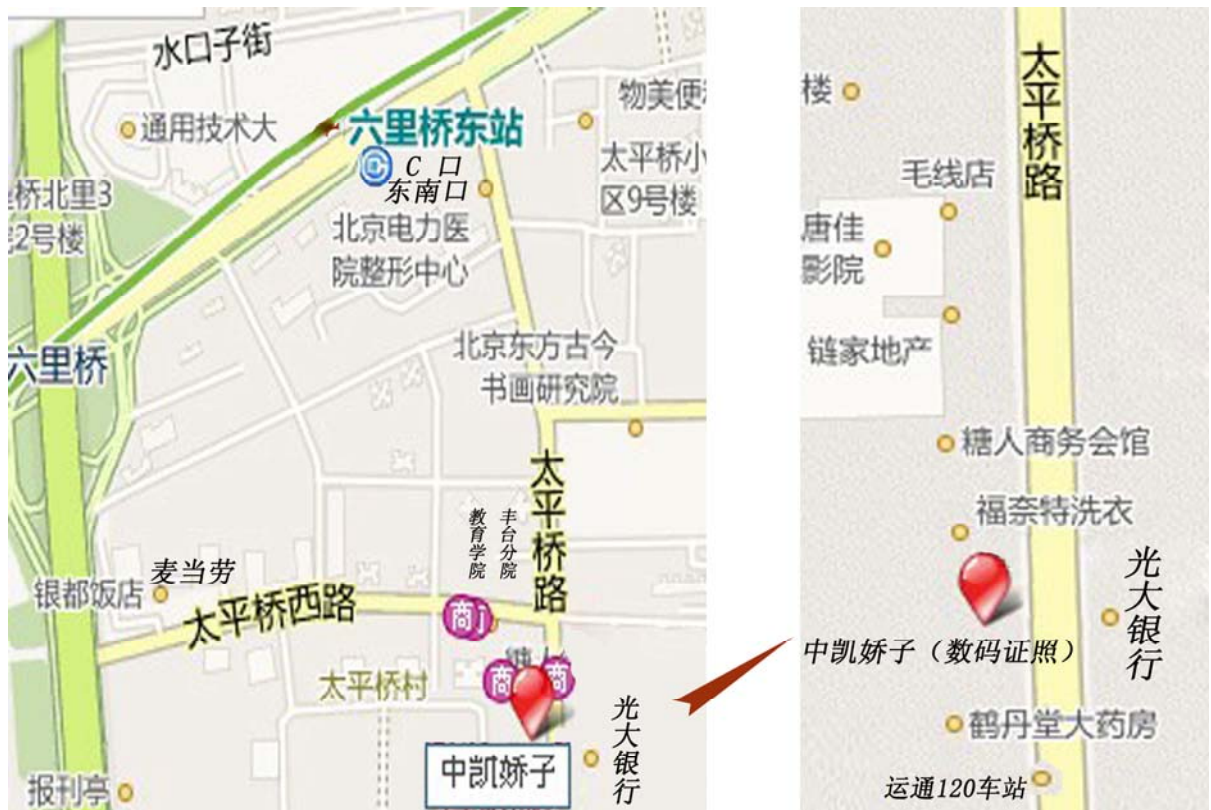 水口子街
通用技术大
六里桥东站
C 口
东南口
物美便
太平桥小
区9号楼
桥北里3
2号楼
北京电力医
院整形中心
六里桥
北京东方古今
书画研究院
太平桥路
教育学院
丰台分院
麦当劳
银都饭店
太平桥西路
商
太平桥村
商
商
光大银行
中凯娇子
报刊亭
楼
太平桥路
毛线店
唐佳
影院
链家地产
糖人商务会馆
福奈特洗衣
光大银行
中凯娇子（数码证照）
鹤丹堂大药房
运通120车站